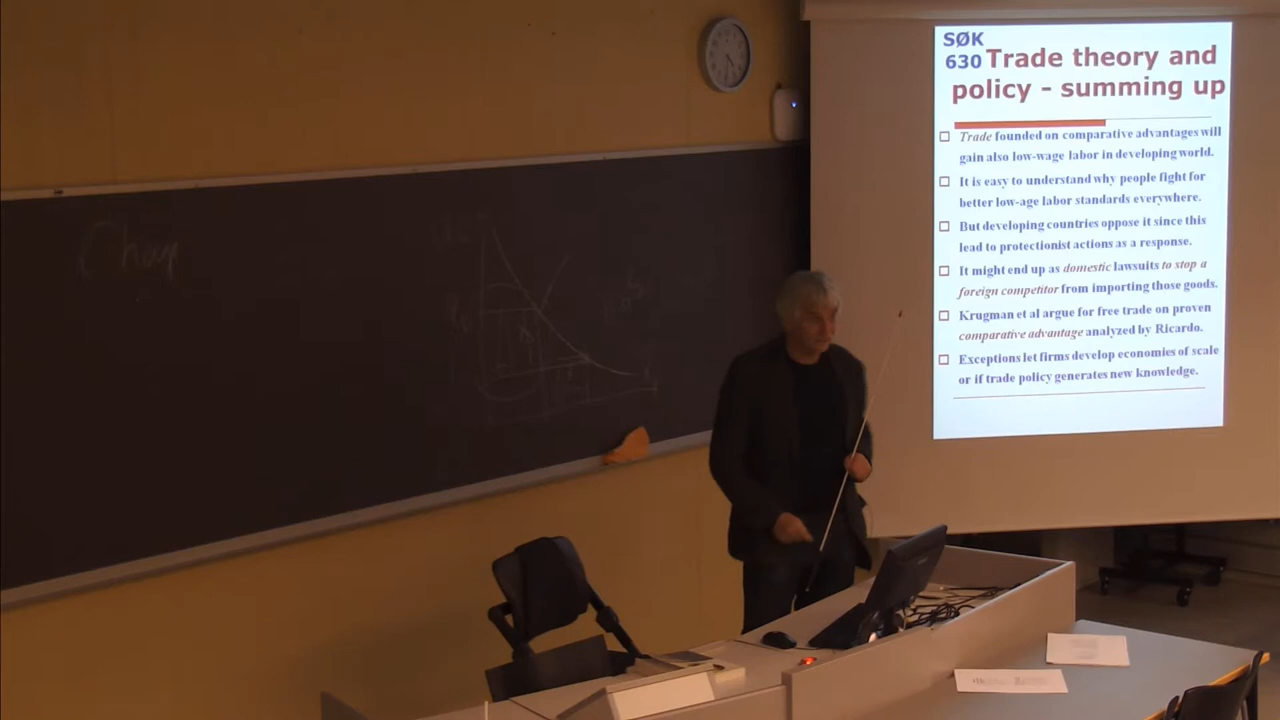 SØK
630 Trade theory and
policy - summing up
Trade founded on comparative advantages will
gain also low-wage labor in developing world.
It is easy to understand why people fight for
better low-age labor standards everywhere.
But developing countries oppose it since this
lead to protectionist actions as a response.
It might end up as domestic lawsuits to stop a
foreign competitor from importing those goods.
Krugman et al argue for free trade on proven
comparative advantage analyzed by Ricardo.
Exceptions let firms develop economies of scale
or if trade policy generates new knowledge.